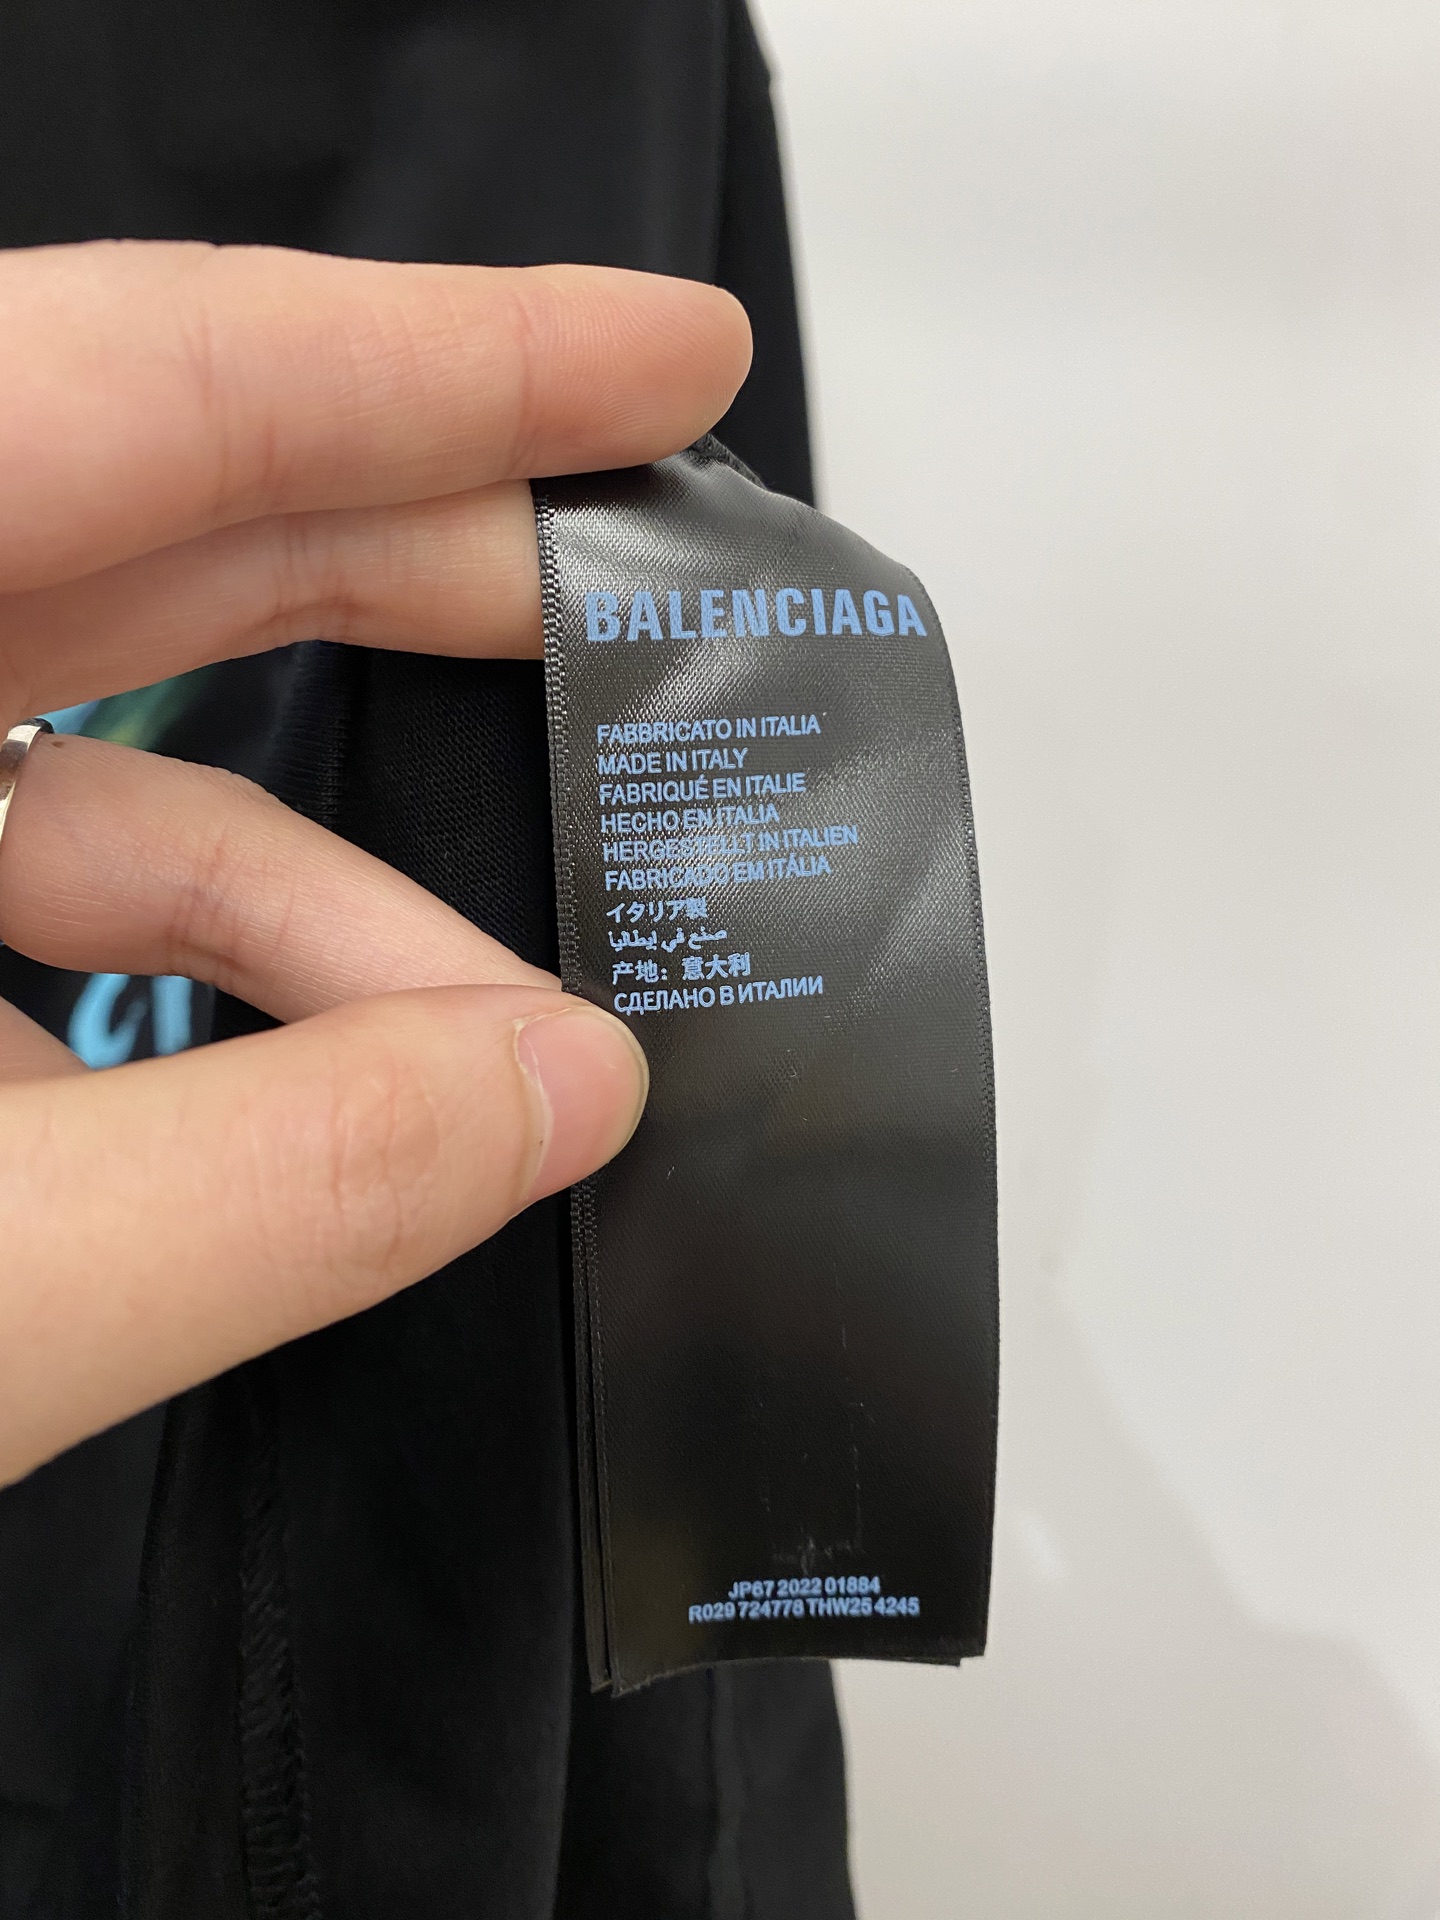 BALENCIAGA
FABBRICATO IN ITALIA
MADE IN ITALY
FABRIQUÉ EN ITALIE
HECHO EN ITALIA
HERGESTELLT IN ITALIEN
FABRICADO EM ITÁLIA
イタリア製
صنع في إيطاليا
产地：意大利
СДЕЛАНО В ИТАЛИИ
JP67 2022 01884
R029 724778 THW25 4245